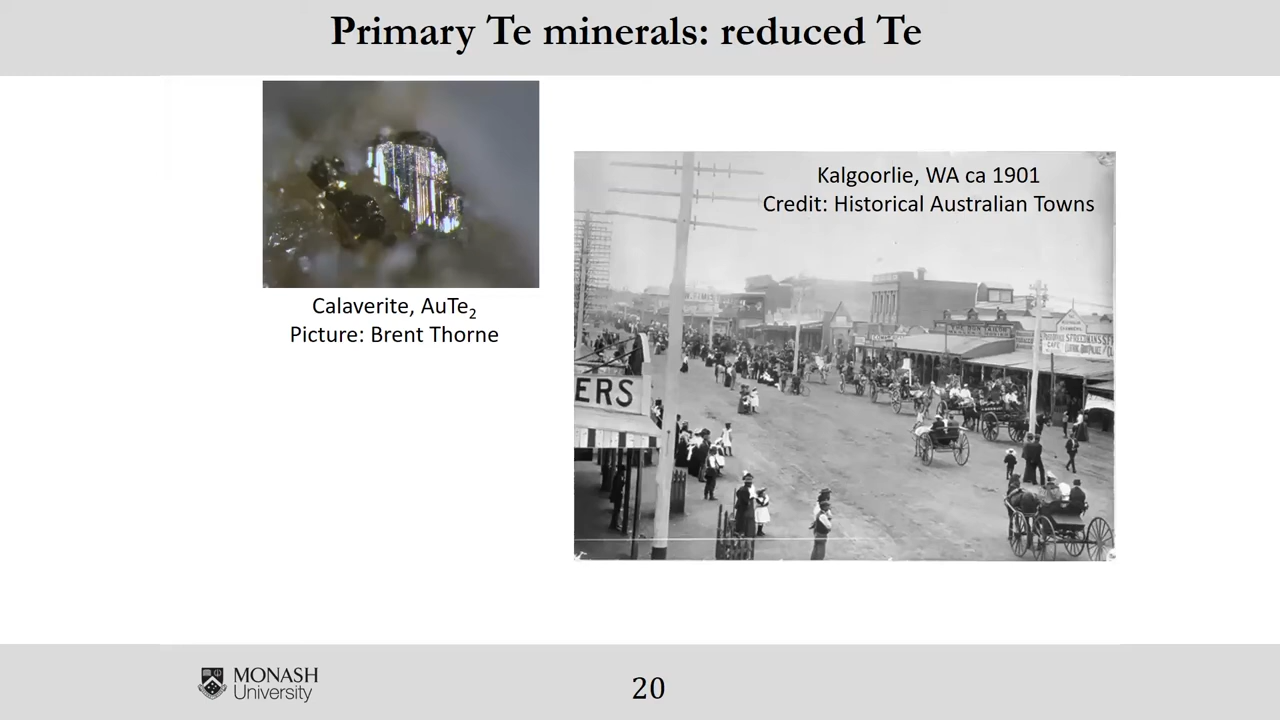 Primary Te minerals: reduced Te
Calaverite, AuTe₂
Picture: Brent Thorne
Kalgoorlie, WA ca 1901
Credit: Historical Australian Towns
ERS
CAFE
MONASH
University
20